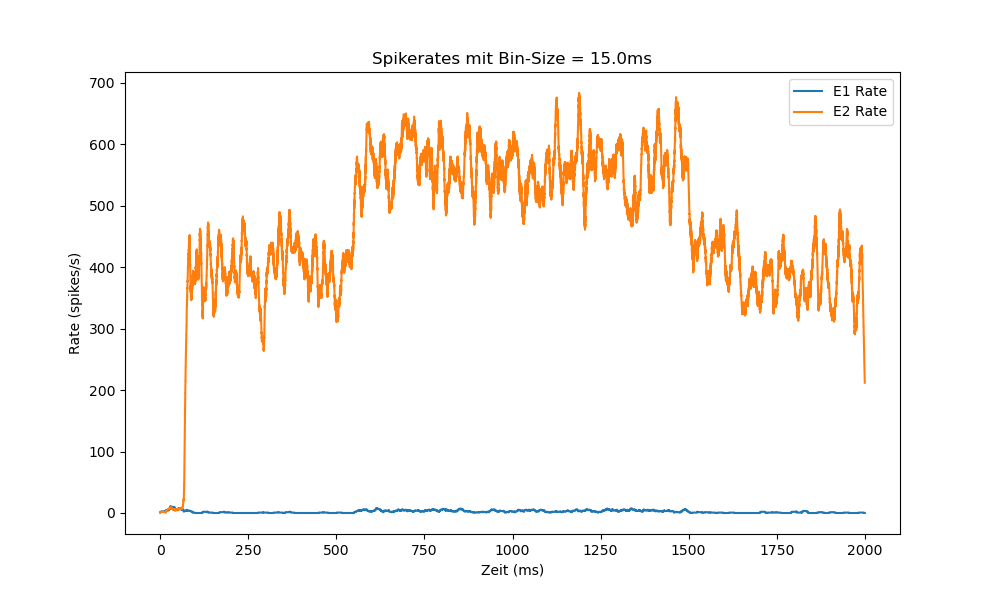 Spikerates mit Bin-Size = 15.0ms
E1 Rate
E2 Rate
Rate (spikes/s)
700
600
500
400
300
200
100
0
0 250 500 750 1000 1250 1500 1750 2000
Zeit (ms)